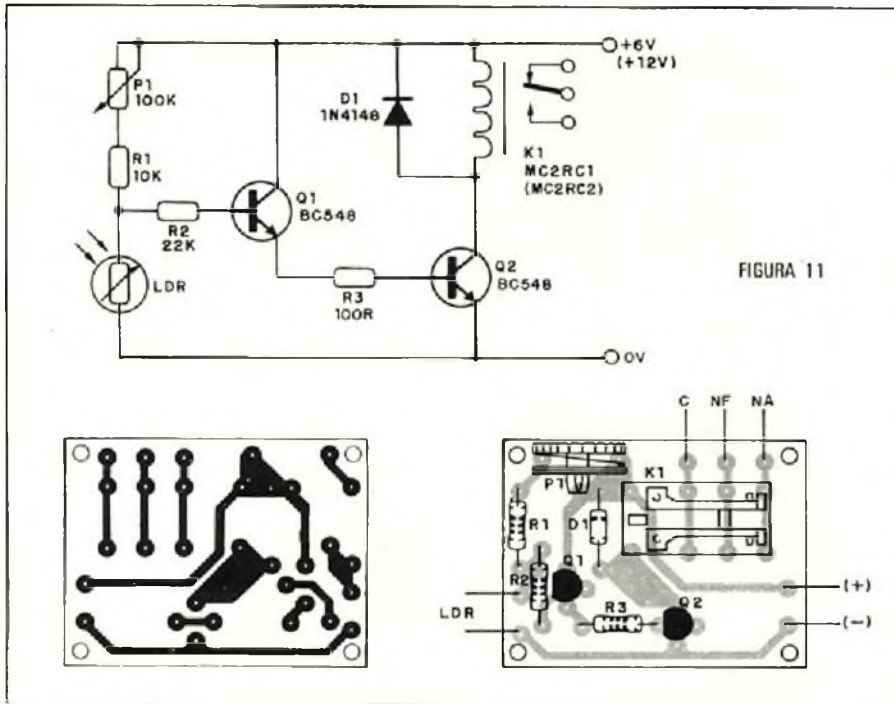 +6V
(+12V)
P1
100K
D1
1N4148
K1
MC2RC1
(MC2RC2)
R1
10K
Q1
BC548
R2
22K
Q2
BC548
LDR
R3
100R
FIGURA 11
0V
C NF NA
P1
K1
R1
D1
R2
Q1
(+)
LDR
R3
Q2
(-)